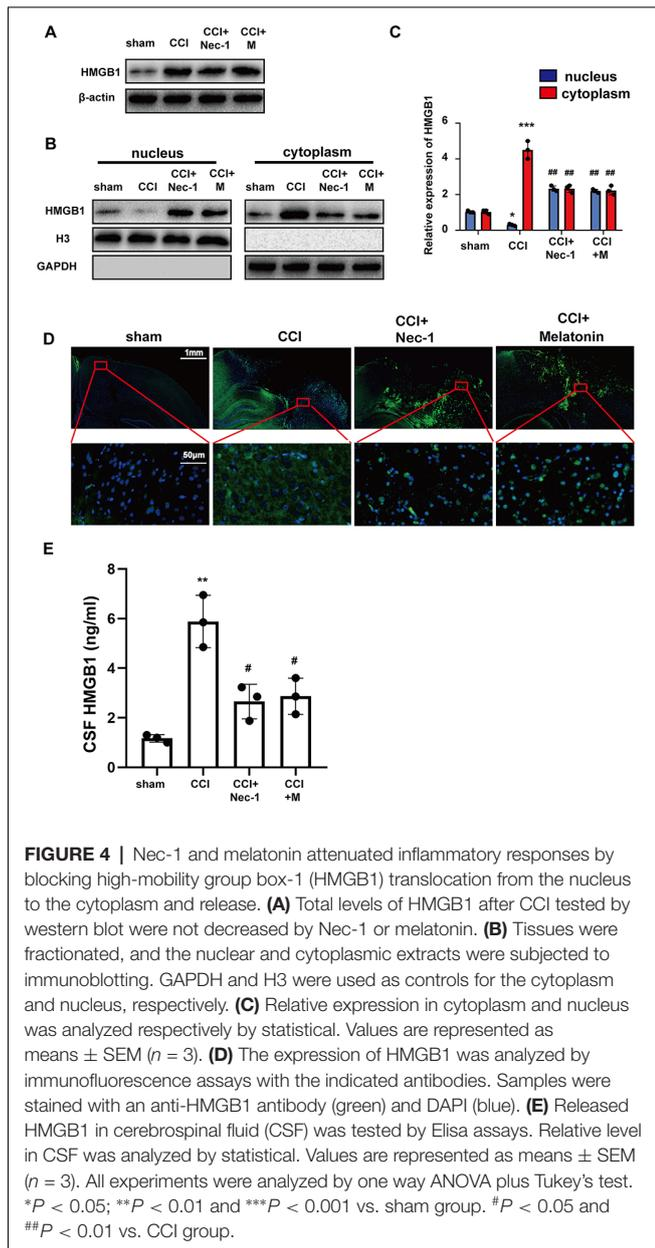 A
sham
CCI
CCI+
Nec-1
CCI+
M
HMGB1
β-actin
B
nucleus
cytoplasm
sham
CCI
CCI+
Nec-1
CCI+
M
sham
CCI
CCI+
Nec-1
CCI+
M
HMGB1
H3
GAPDH
C
nucleus
cytoplasm
Relative expression of HMGB1
6
4
2
0
*
***
##
##
##
##
sham
CCI
CCI+
Nec-1
CCI
+M
D
sham
CCI
CCI+
Nec-1
CCI+
Melatonin
1mm
50μm
E
CSF HMGB1 (ng/ml)
8
6
4
2
0
**
#
#
sham
CCI
CCI+
Nec-1
CCI
+M
FIGURE 4 | Nec-1 and melatonin attenuated inflammatory responses by
blocking high-mobility group box-1 (HMGB1) translocation from the nucleus
to the cytoplasm and release. (A) Total levels of HMGB1 after CCI tested by
western blot were not decreased by Nec-1 or melatonin. (B) Tissues were
fractionated, and the nuclear and cytoplasmic extracts were subjected to
immunoblotting. GAPDH and H3 were used as controls for the cytoplasm
and nucleus, respectively. (C) Relative expression in cytoplasm and nucleus
was analyzed respectively by statistical. Values are represented as
means ± SEM (n = 3). (D) The expression of HMGB1 was analyzed by
immunofluorescence assays with the indicated antibodies. Samples were
stained with an anti-HMGB1 antibody (green) and DAPI (blue). (E) Released
HMGB1 in cerebrospinal fluid (CSF) was tested by Elisa assays. Relative level
in CSF was analyzed by statistical. Values are represented as means ± SEM
(n = 3). All experiments were analyzed by one way ANOVA plus Tukey's test.
*P < 0.05; **P < 0.01 and ***P < 0.001 vs. sham group. #P < 0.05 and
##P < 0.01 vs. CCI group.